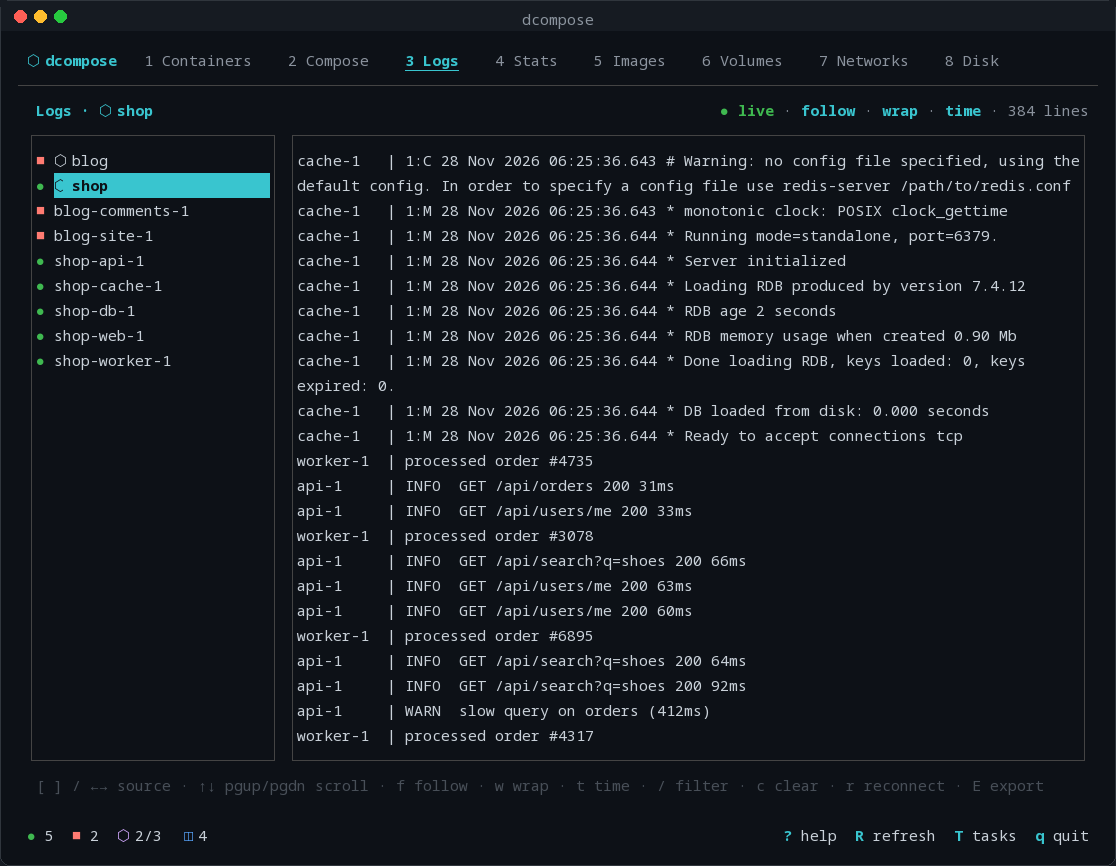 dcompose
dcompose 1 Containers 2 Compose 3 Logs 4 Stats 5 Images 6 Volumes 7 Networks 8 Disk
Logs · shop
● live · follow · wrap · time · 384 lines
blog
shop
blog-comments-1
blog-site-1
shop-api-1
shop-cache-1
shop-db-1
shop-web-1
shop-worker-1
cache-1   | 1:C 28 Nov 2026 06:25:36.643 # Warning: no config file specified, using the
default config. In order to specify a config file use redis-server /path/to/redis.conf
cache-1   | 1:M 28 Nov 2026 06:25:36.643 * monotonic clock: POSIX clock_gettime
cache-1   | 1:M 28 Nov 2026 06:25:36.644 * Running mode=standalone, port=6379.
cache-1   | 1:M 28 Nov 2026 06:25:36.644 * Server initialized
cache-1   | 1:M 28 Nov 2026 06:25:36.644 * Loading RDB produced by version 7.4.12
cache-1   | 1:M 28 Nov 2026 06:25:36.644 * RDB age 2 seconds
cache-1   | 1:M 28 Nov 2026 06:25:36.644 * RDB memory usage when created 0.90 Mb
cache-1   | 1:M 28 Nov 2026 06:25:36.644 * Done loading RDB, keys loaded: 0, keys
expired: 0.
cache-1   | 1:M 28 Nov 2026 06:25:36.644 * DB loaded from disk: 0.000 seconds
cache-1   | 1:M 28 Nov 2026 06:25:36.644 * Ready to accept connections tcp
worker-1  | processed order #4735
api-1     | INFO  GET /api/orders 200 31ms
api-1     | INFO  GET /api/users/me 200 33ms
worker-1  | processed order #3078
api-1     | INFO  GET /api/search?q=shoes 200 66ms
api-1     | INFO  GET /api/users/me 200 63ms
api-1     | INFO  GET /api/users/me 200 60ms
worker-1  | processed order #6895
api-1     | INFO  GET /api/search?q=shoes 200 64ms
api-1     | INFO  GET /api/search?q=shoes 200 92ms
api-1     | WARN  slow query on orders (412ms)
worker-1  | processed order #4317
[ ] / ←→ source · ↑↓ pgup/pgdn scroll · f follow · w wrap · t time · / filter · c clear · r reconnect · E export
● 5 ■ 2 ⬡ 2/3 ◫ 4
? help R refresh T tasks q quit